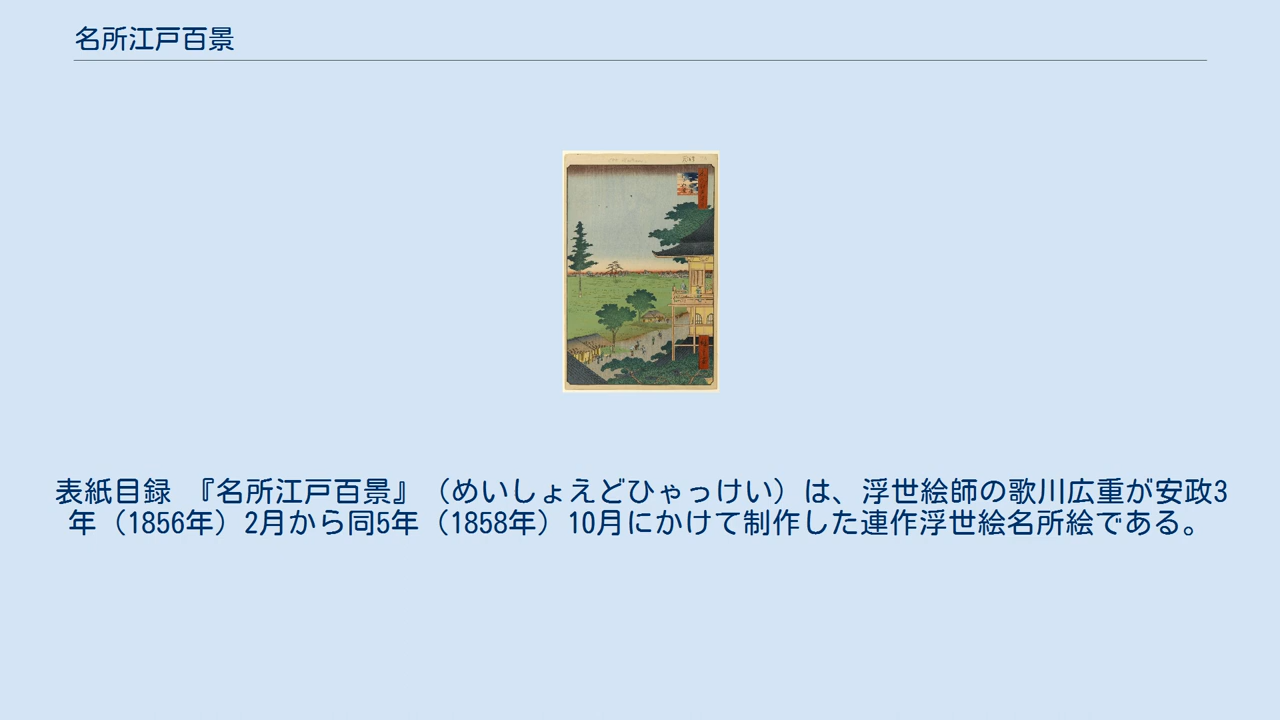 名所江戸百景
表紙目録　『名所江戸百景』（めいしょえどひゃっけい）は、浮世絵師の歌川広重が安政3
年（1856年）2月から同5年（1858年）10月にかけて制作した連作浮世絵名所絵である。